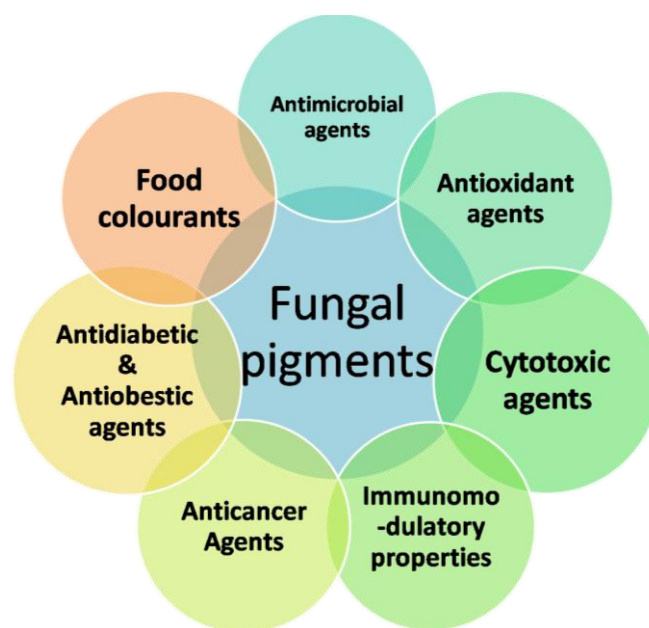 Antimicrobial
agents
Antioxidant
agents
Cytotoxic
agents
Immunomo
-dulatory
properties
Anticancer
Agents
Antidiabetic
&
Antiobestic
agents
Food
colourants
Fungal
pigments